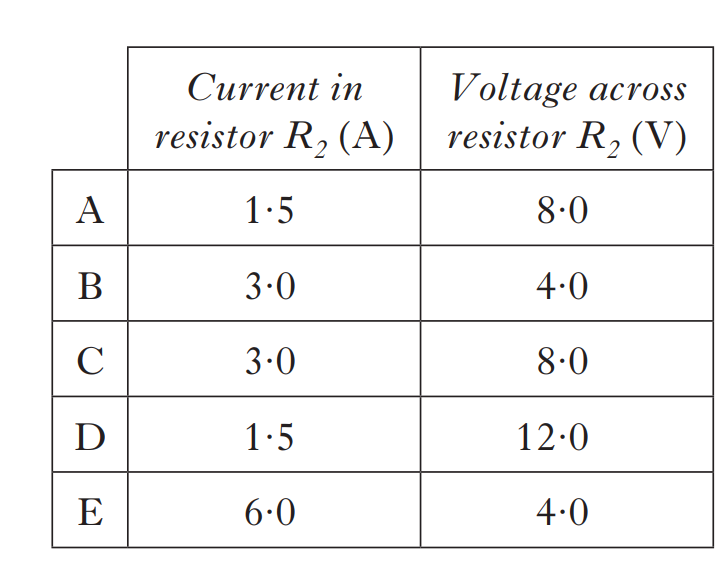 Current in Voltage across
resistor R₂ (A) resistor R₂ (V)
A 1·5 8·0
B 3·0 4·0
C 3·0 8·0
D 1·5 12·0
E 6·0 4·0